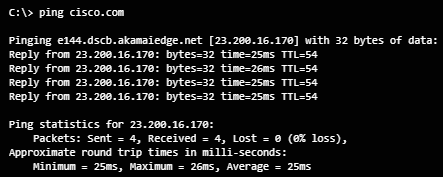 C:\> ping cisco.com
Pinging e144.dscb.akamaiedge.net [23.200.16.170] with 32 bytes of data:
Reply from 23.200.16.170: bytes=32 time=25ms TTL=54
Reply from 23.200.16.170: bytes=32 time=26ms TTL=54
Reply from 23.200.16.170: bytes=32 time=25ms TTL=54
Reply from 23.200.16.170: bytes=32 time=25ms TTL=54
Ping statistics for 23.200.16.170:
    Packets: Sent = 4, Received = 4, Lost = 0 (0% loss),
Approximate round trip times in milli-seconds:
    Minimum = 25ms, Maximum = 26ms, Average = 25ms